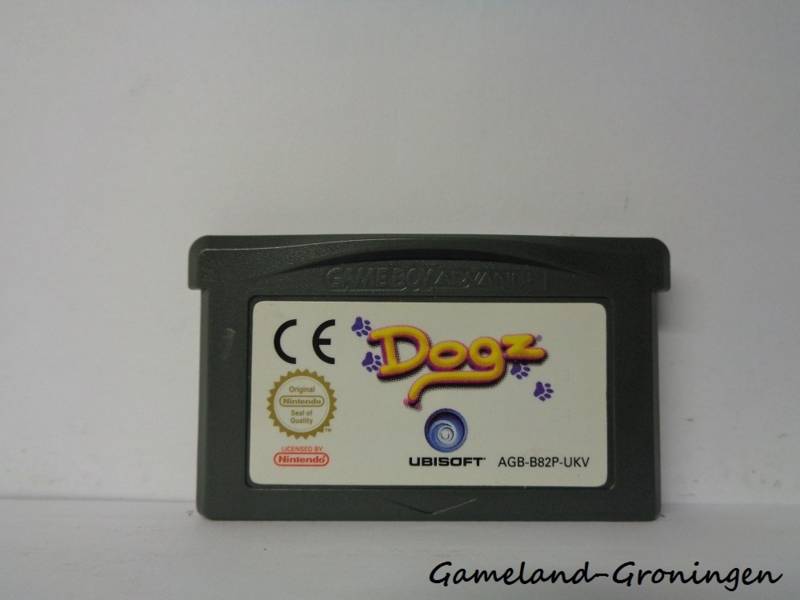 GAME BOY ADVANCE
CE
Dogz
Original
Nintendo
Seal of
Quality
TM
LICENSED BY
Nintendo
UBISOFT
AGB-B82P-UKV
Gameland-Groningen